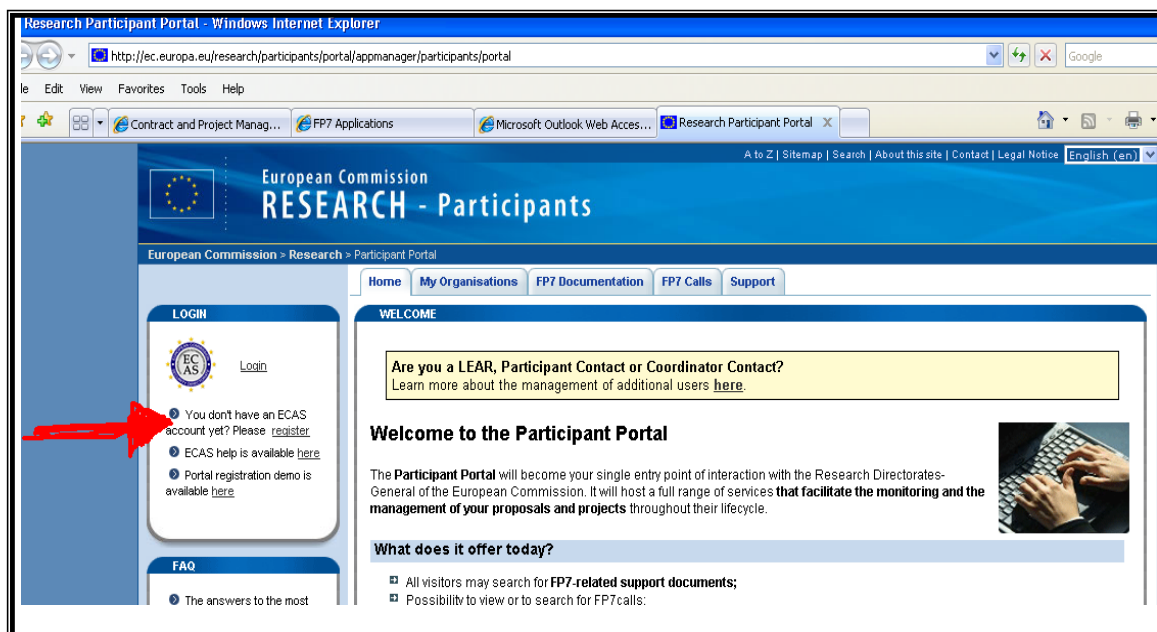 Research Participant Portal - Windows Internet Explorer
http://ec.europa.eu/research/participants/portal/appmanager/participants/portal
Google
Edit View Favorites Tools Help
Contract and Project Manag...
FP7 Applications
Microsoft Outlook Web Acces...
Research Participant Portal X
A to Z | Sitemap | Search | About this site | Contact | Legal Notice
English (en)
European Commission
RESEARCH - Participants
European Commission > Research > Participant Portal
Home
My Organisations
FP7 Documentation
FP7 Calls
Support
LOGIN
EC
AS
Login
You don't have an ECAS
account yet? Please register
ECAS help is available here
Portal registration demo is
available here
FAQ
The answers to the most
WELCOME
Are you a LEAR, Participant Contact or Coordinator Contact?
Learn more about the management of additional users here.
Welcome to the Participant Portal
The Participant Portal will become your single entry point of interaction with the Research Directorates-
General of the European Commission. It will host a full range of services that facilitate the monitoring and the
management of your proposals and projects throughout their lifecycle.
What does it offer today?
All visitors may search for FP7-related support documents;
Possibility to view or to search for FP7calls;